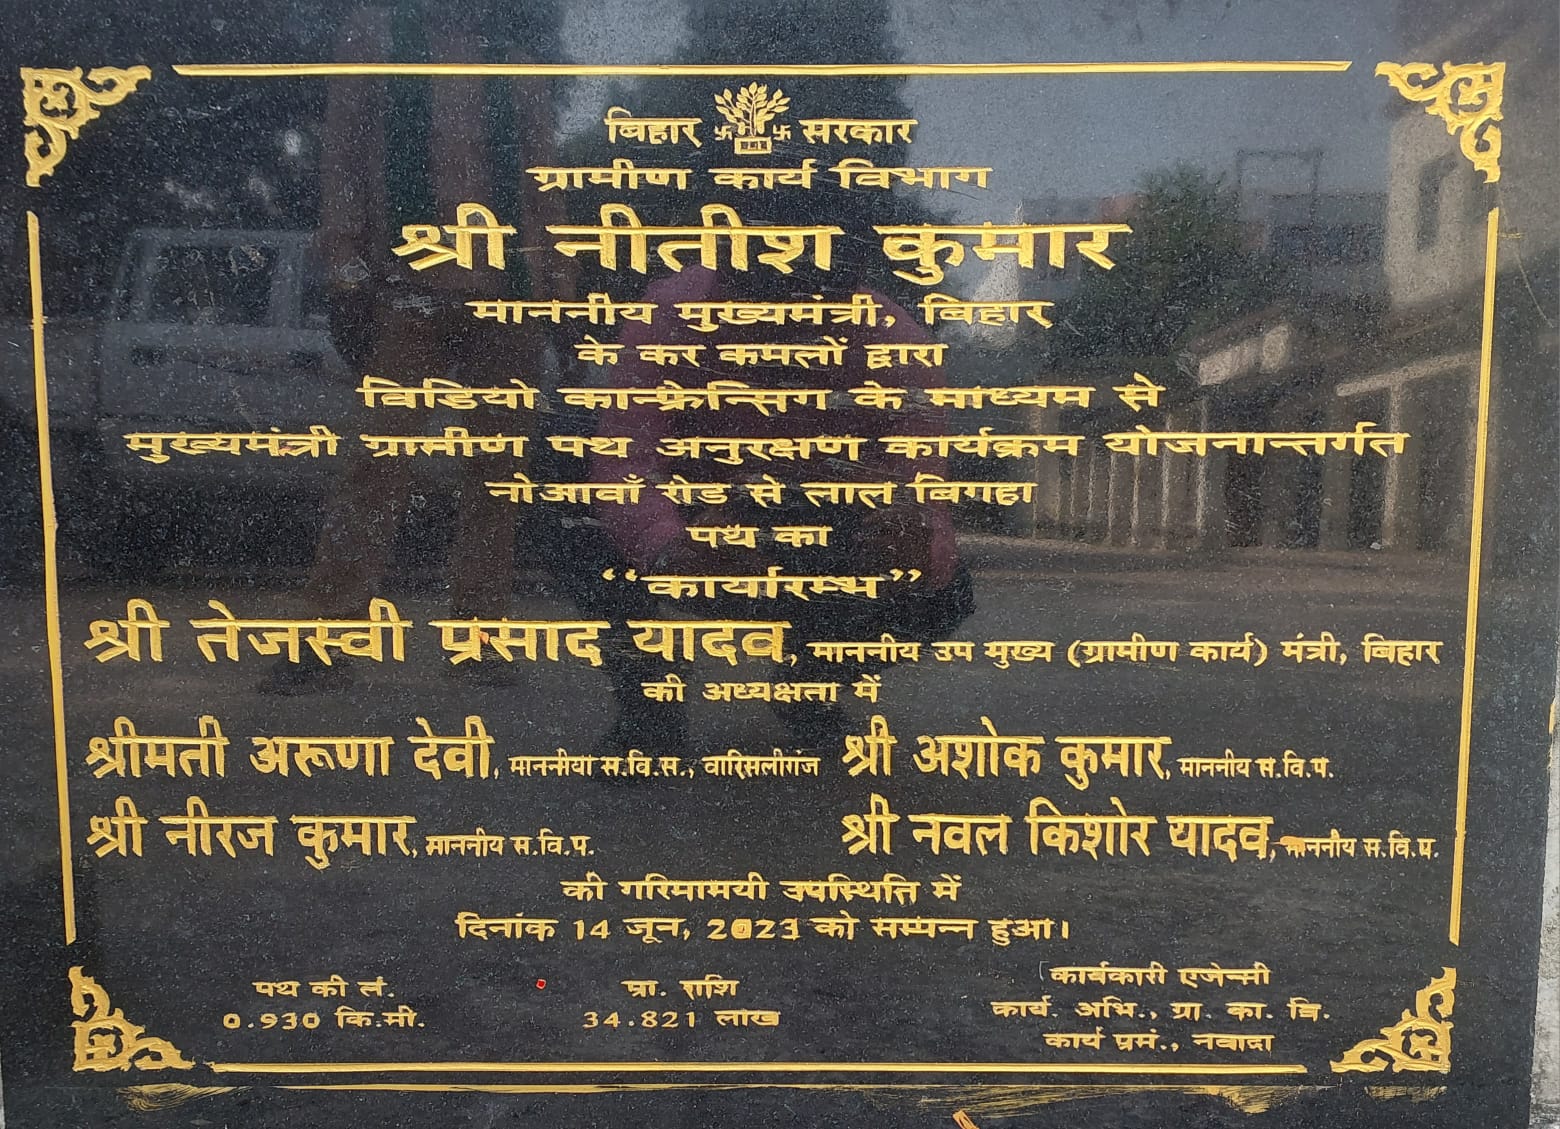 बिहार सरकार
ग्रामीण कार्य विभाग
श्री नीतीश कुमार
माननीय मुख्यमंत्री, बिहार
के कर कमलों द्वारा
विडियो कान्फ्रेन्सिग के माध्यम से
मुख्यमंत्री ग्रामीण पथ अनुरक्षण कार्यक्रम योजनान्तर्गत
नोआवाँ रोड से लाल बिगहा
पथ का
“कार्यारम्भ”
श्री तेजस्वी प्रसाद यादव, माननीय उप मुख्य (ग्रामीण कार्य) मंत्री, बिहार
की अध्यक्षता में
श्रीमती अरूणा देवी, माननीया स.वि.स., वारिसलीगंज श्री अशोक कुमार, माननीय स.वि.प.
श्री नीरज कुमार, माननीय स.वि.प. श्री नवल किशोर यादव, माननीय स.वि.प.
की गरिमामयी उपस्थिति में
दिनांक 14 जून, 2023 को सम्पन्न हुआ।
पथ की लं. प्रा. राशि कार्यकारी एजेन्सी
0.930 कि.मी. 34.821 लाख कार्य. अभि., ग्रा. का. वि.
कार्य प्रमं., नवादा